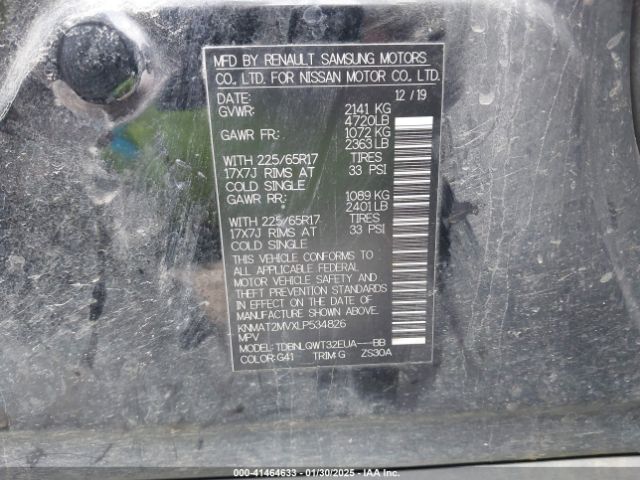 MFD BY RENAULT SAMSUNG MOTORS
CO., LTD. FOR NISSAN MOTOR CO., LTD.
DATE: 12 / 19
GVWR: 2141 KG
4720LB
GAWR FR: 1072 KG
2363 LB
WITH 225/65R17 TIRES
17X7J RIMS AT 33 PSI
COLD SINGLE
GAWR RR: 1089 KG
2401 LB
WITH 225/65R17 TIRES
17X7J RIMS AT 33 PSI
COLD SINGLE
THIS VEHICLE CONFORMS TO
ALL APPLICABLE FEDERAL
MOTOR VEHICLE SAFETY AND
THEFT PREVENTION STANDARDS
IN EFFECT ON THE DATE OF
MANUFACTURE SHOWN ABOVE.
KNMAT2MVXLP534826
MPV
MODEL: TDBNLQWT32EUA---BB
COLOR:G41 TRIM:G ZS30A
000-41464633 - 01/30/2025 - IAA Inc.